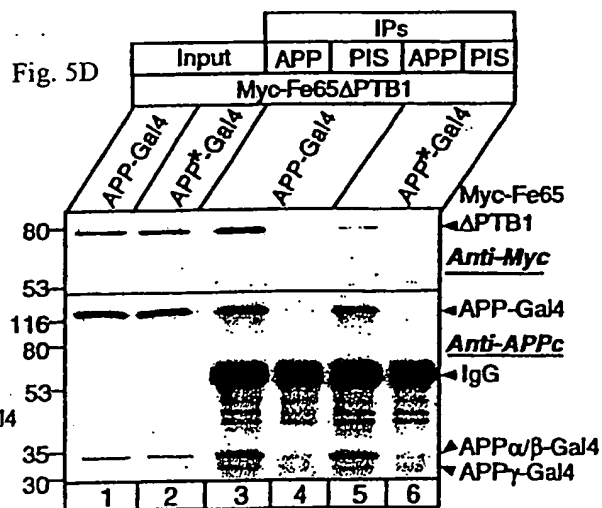 Fig. 5D
IPs
Input APP PIS APP PIS
Myc-Fe65ΔPTB1
APP-Gal4 APP*-Gal4 APP-Gal4 APP*-Gal4
Myc-Fe65
80 ΔPTB1
Anti-Myc
53
APP-Gal4
116
Anti-APPc
80
IgG
53
35 APPα/β-Gal4
APPγ-Gal4
30
1 2 3 4 5 6